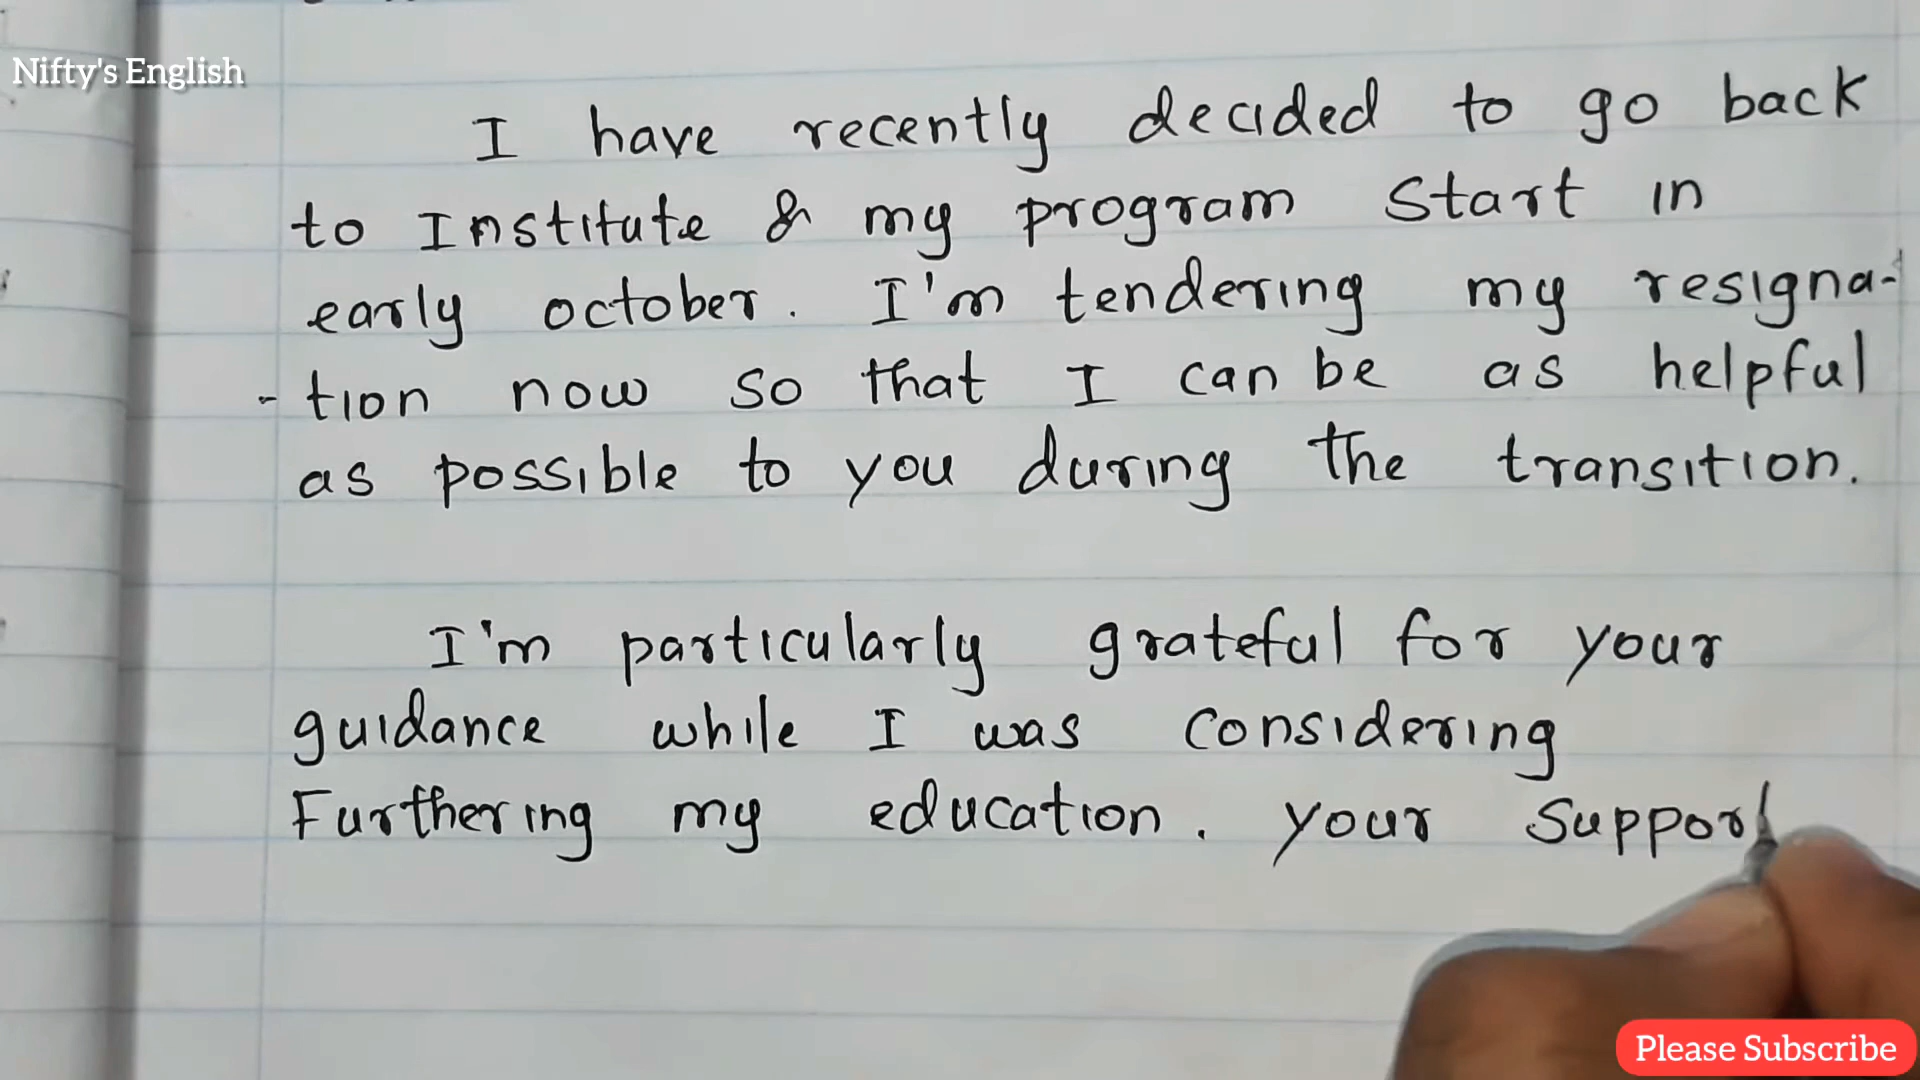 Nifty's English
I have recently decided to go back
to Institute & my program start in
early october. I'm tendering my resigna-
-tion now so that I can be as helpful
as possible to you during the transition.
I'm particularly grateful for your
guidance while I was considering
Furthering my education. your Support
Please Subscribe